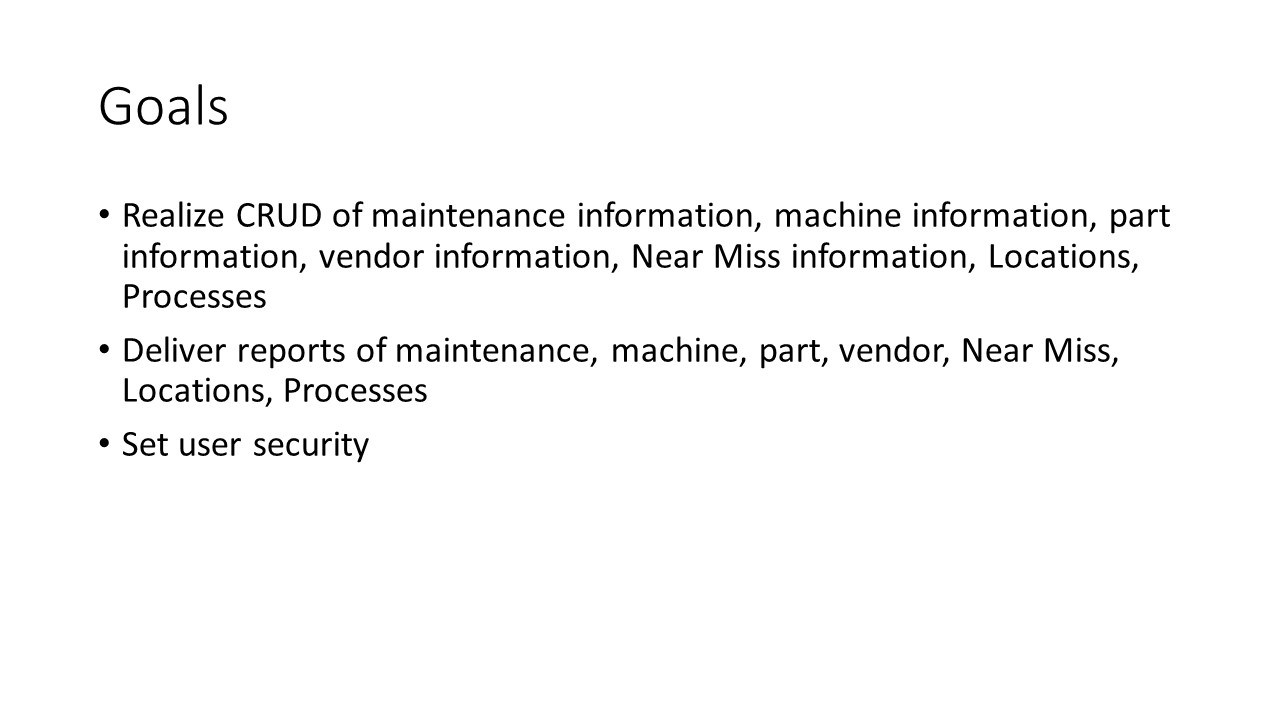 Goals
• Realize CRUD of maintenance information, machine information, part
information, vendor information, Near Miss information, Locations,
Processes
• Deliver reports of maintenance, machine, part, vendor, Near Miss,
Locations, Processes
• Set user security